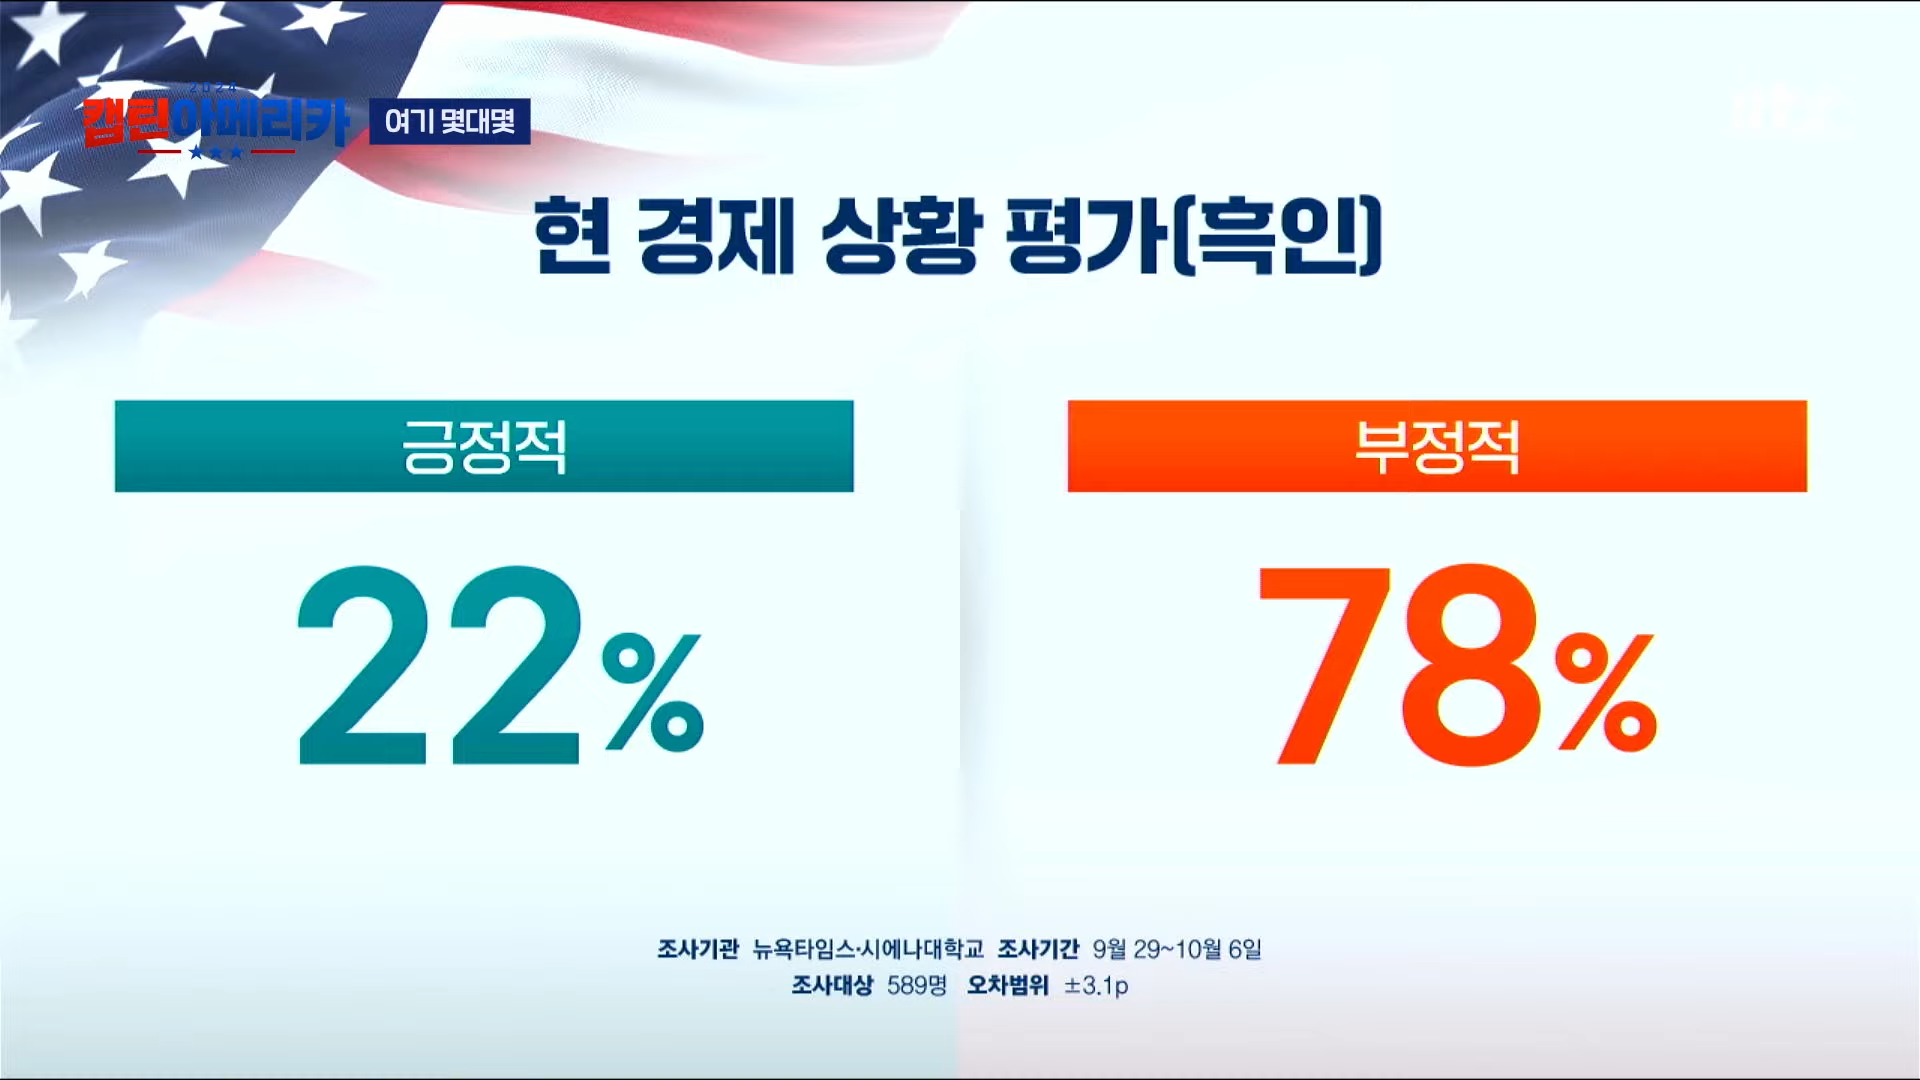 2024
캡틴아메리카
여기 몇대몇
현 경제 상황 평가(흑인)
긍정적
부정적
22%
78%
조사기관 뉴욕타임스·시에나대학교 조사기간 9월 29~10월 6일
조사대상 589명 오차범위 ±3.1p